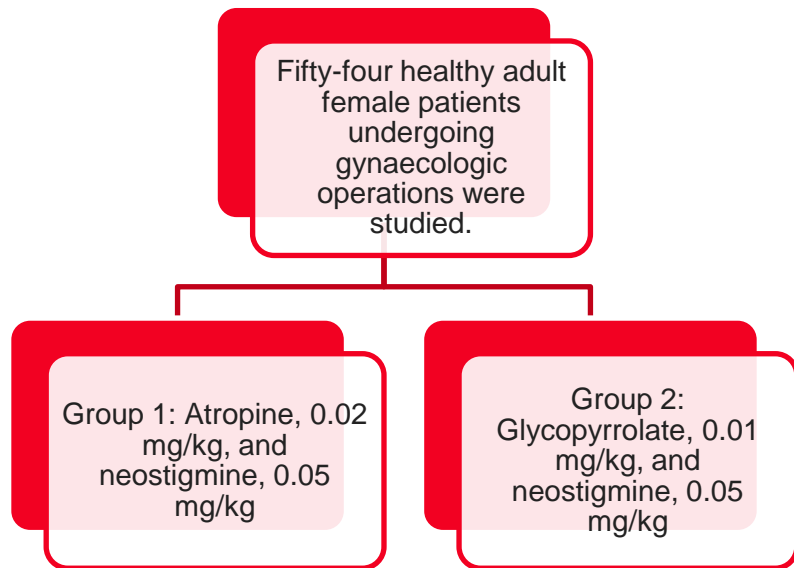 Fifty-four healthy adult
female patients
undergoing
gynaecologic
operations were
studied.
Group 1: Atropine, 0.02
mg/kg, and
neostigmine, 0.05
mg/kg
Group 2:
Glycopyrrolate, 0.01
mg/kg, and
neostigmine, 0.05
mg/kg